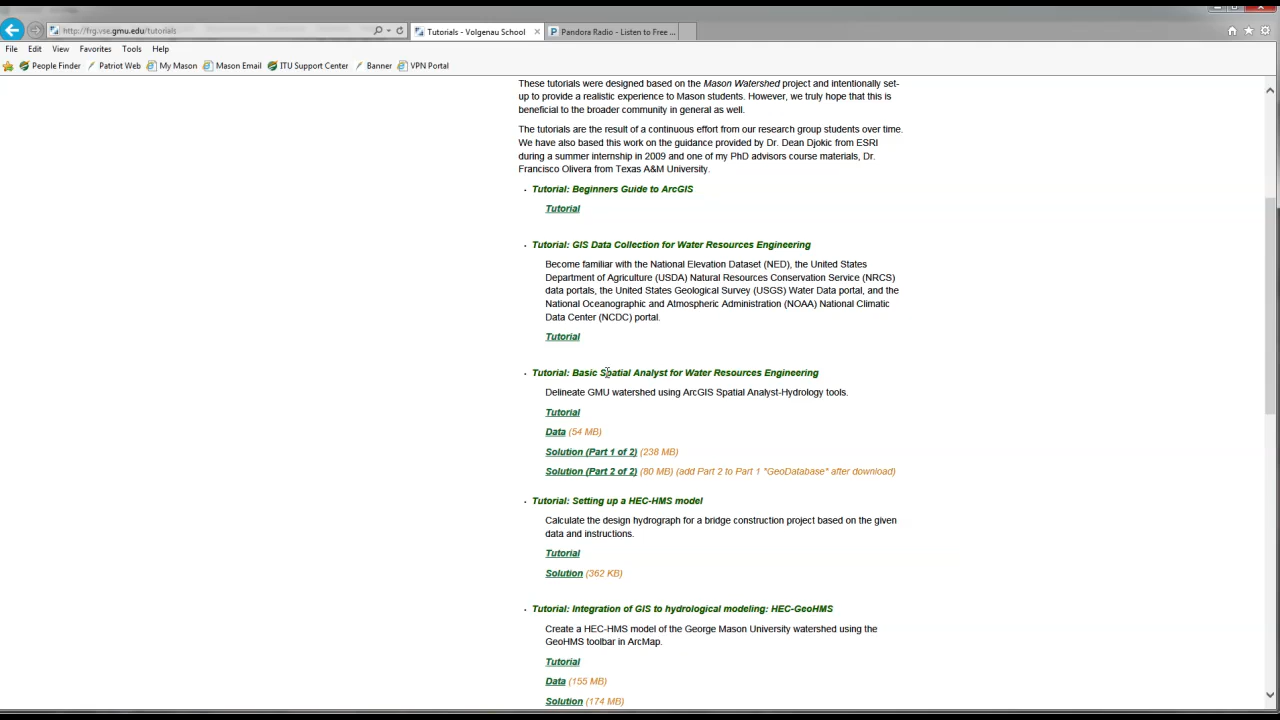 http://frg.vse.gmu.edu/tutorials
Tutorials - Volgenau School
Pandora Radio - Listen to Free ...
File Edit View Favorites Tools Help
People Finder Patriot Web My Mason Mason Email ITU Support Center Banner VPN Portal
These tutorials were designed based on the Mason Watershed project and intentionally set-
up to provide a realistic experience to Mason students. However, we truly hope that this is
beneficial to the broader community in general as well.
The tutorials are the result of a continuous effort from our research group students over time.
We have also based this work on the guidance provided by Dr. Dean Djokic from ESRI
during a summer internship in 2009 and one of my PhD advisors course materials, Dr.
Francisco Olivera from Texas A&M University.
Tutorial: Beginners Guide to ArcGIS
Tutorial
Tutorial: GIS Data Collection for Water Resources Engineering
Become familiar with the National Elevation Dataset (NED), the United States
Department of Agriculture (USDA) Natural Resources Conservation Service (NRCS)
data portals, the United States Geological Survey (USGS) Water Data portal, and the
National Oceanographic and Atmospheric Administration (NOAA) National Climatic
Data Center (NCDC) portal.
Tutorial
Tutorial: Basic Spatial Analyst for Water Resources Engineering
Delineate GMU watershed using ArcGIS Spatial Analyst-Hydrology tools.
Tutorial
Data (54 MB)
Solution (Part 1 of 2) (238 MB)
Solution (Part 2 of 2) (80 MB) (add Part 2 to Part 1 "GeoDatabase" after download)
Tutorial: Setting up a HEC-HMS model
Calculate the design hydrograph for a bridge construction project based on the given
data and instructions.
Tutorial
Solution (362 KB)
Tutorial: Integration of GIS to hydrological modeling: HEC-GeoHMS
Create a HEC-HMS model of the George Mason University watershed using the
GeoHMS toolbar in ArcMap.
Tutorial
Data (155 MB)
Solution (174 MB)